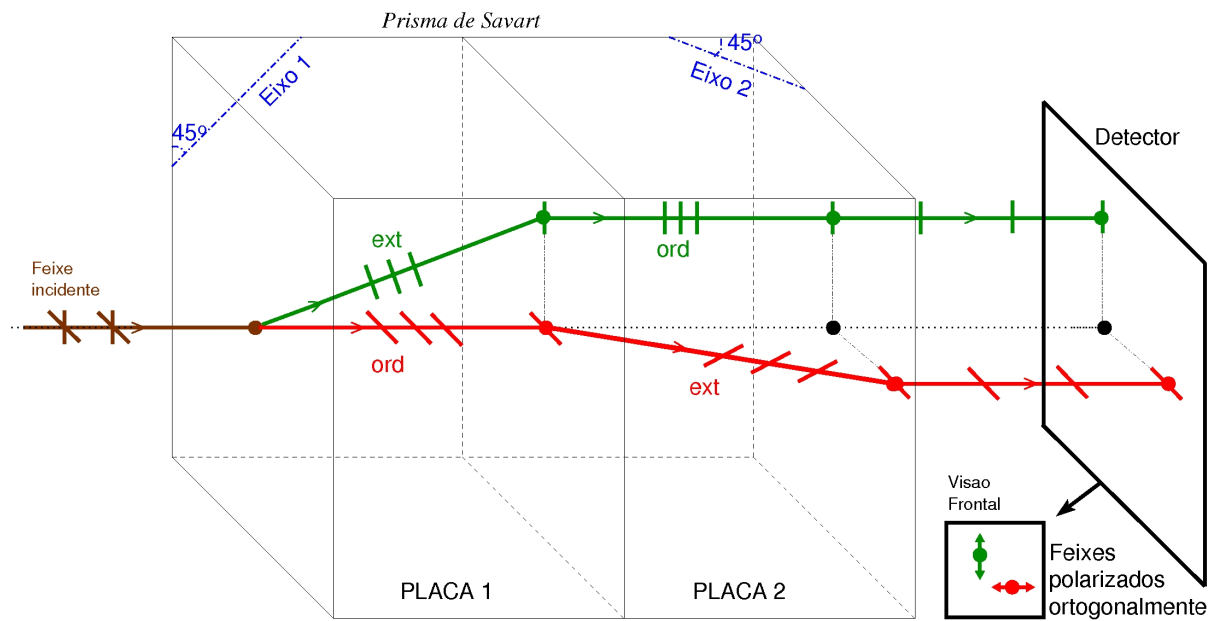 Prisma de Savart
45º
Eixo 1
45º
Eixo 2
Detector
ext
ord
Feixe
incidente
ord
ext
Visao
Frontal
Feixes
polarizados
ortogonalmente
PLACA 1
PLACA 2